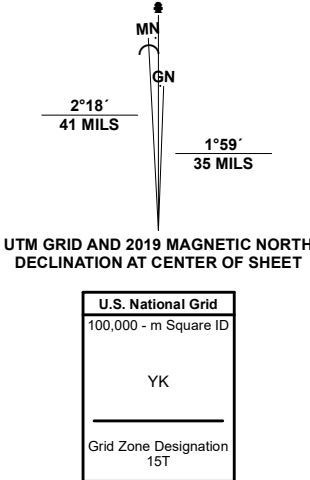 MN
GN
2°18´
41 MILS
1°59´
35 MILS
UTM GRID AND 2019 MAGNETIC NORTH
DECLINATION AT CENTER OF SHEET
U.S. National Grid
100,000 - m Square ID
YK
Grid Zone Designation
15T